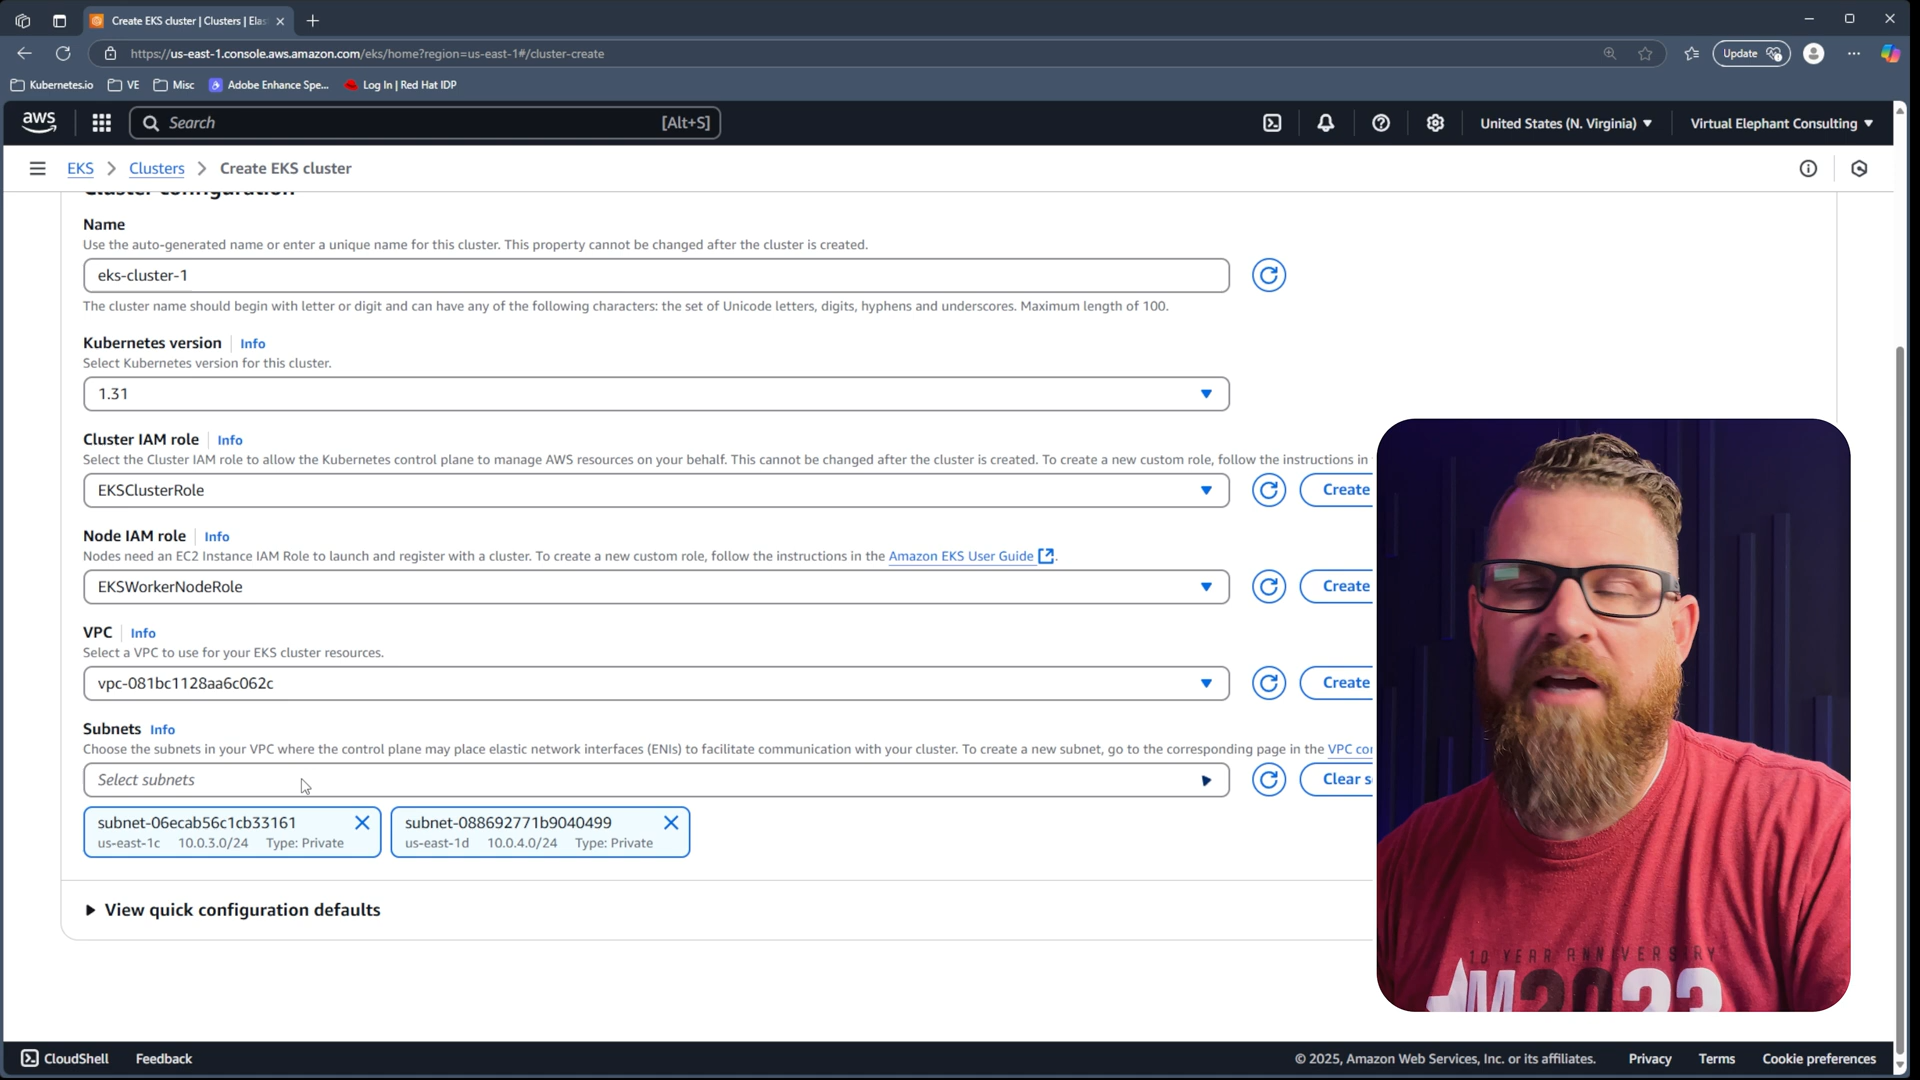 Create EKS cluster | Clusters | Elas
https://us-east-1.console.aws.amazon.com/eks/home?region=us-east-1#/cluster-create
Update
Kubernetes.io
VE
Misc
Adobe Enhance Spe...
Log In | Red Hat IDP
aws
Search
[Alt+S]
United States (N. Virginia)
Virtual Elephant Consulting
EKS
Clusters
Create EKS cluster
Cluster configuration
Name
Use the auto-generated name or enter a unique name for this cluster. This property cannot be changed after the cluster is created.
eks-cluster-1
The cluster name should begin with letter or digit and can have any of the following characters: the set of Unicode letters, digits, hyphens and underscores. Maximum length of 100.
Kubernetes version Info
Select Kubernetes version for this cluster.
1.31
Cluster IAM role Info
Select the Cluster IAM role to allow the Kubernetes control plane to manage AWS resources on your behalf. This cannot be changed after the cluster is created. To create a new custom role, follow the instructions in
EKSClusterRole
Create
Node IAM role Info
Nodes need an EC2 Instance IAM Role to launch and register with a cluster. To create a new custom role, follow the instructions in the Amazon EKS User Guide.
EKSWorkerNodeRole
Create
VPC Info
Select a VPC to use for your EKS cluster resources.
vpc-081bc1128aa6c062c
Create
Subnets Info
Choose the subnets in your VPC where the control plane may place elastic network interfaces (ENIs) to facilitate communication with your cluster. To create a new subnet, go to the corresponding page in the VPC co
Select subnets
Clear s
subnet-06ecab56c1cb33161
us-east-1c 10.0.3.0/24 Type: Private
subnet-088692771b9040499
us-east-1d 10.0.4.0/24 Type: Private
View quick configuration defaults
10 YEAR ANNIVERSARY
M2023
CloudShell
Feedback
© 2025, Amazon Web Services, Inc. or its affiliates.
Privacy
Terms
Cookie preferences